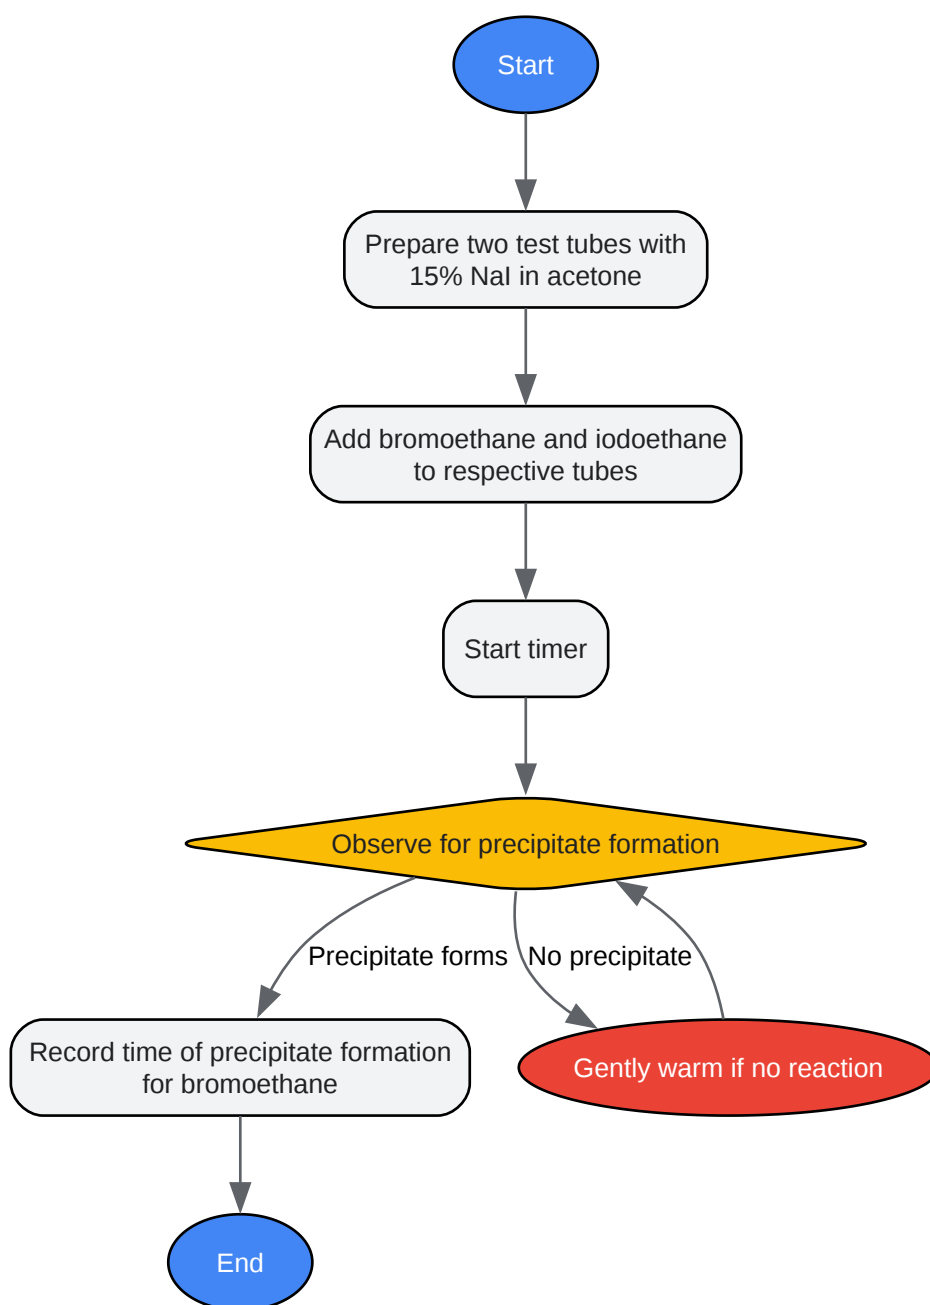 Start
Prepare two test tubes with
15% NaI in acetone
Add bromoethane and iodoethane
to respective tubes
Start timer
Observe for precipitate formation
Precipitate forms
No precipitate
Record time of precipitate formation
for bromoethane
Gently warm if no reaction
End